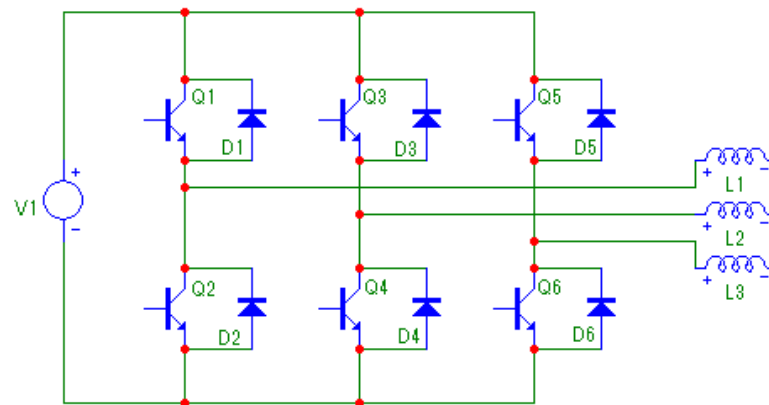 Q1
Q3
Q5
D1
D3
D5
+
V1
-
+
-
L1
+
-
L2
+
-
L3
Q2
Q4
Q6
D2
D4
D6